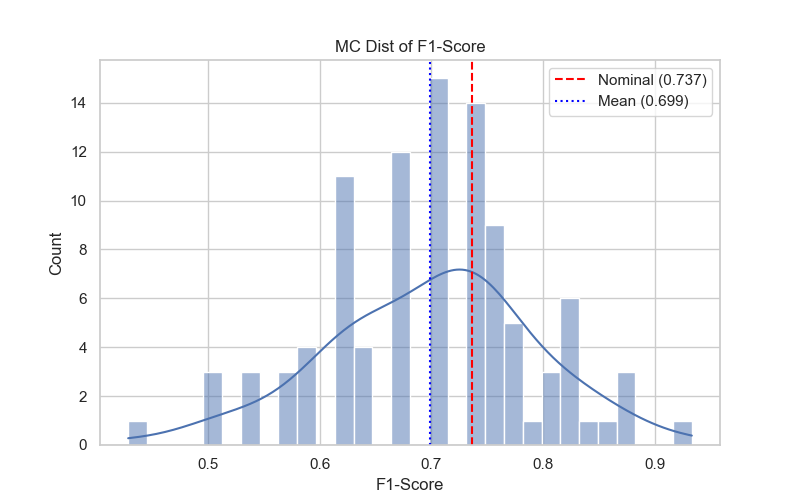 MC Dist of F1-Score
Nominal (0.737)
Mean (0.699)
14
12
10
8
6
4
2
0
Count
0.5 0.6 0.7 0.8 0.9
F1-Score